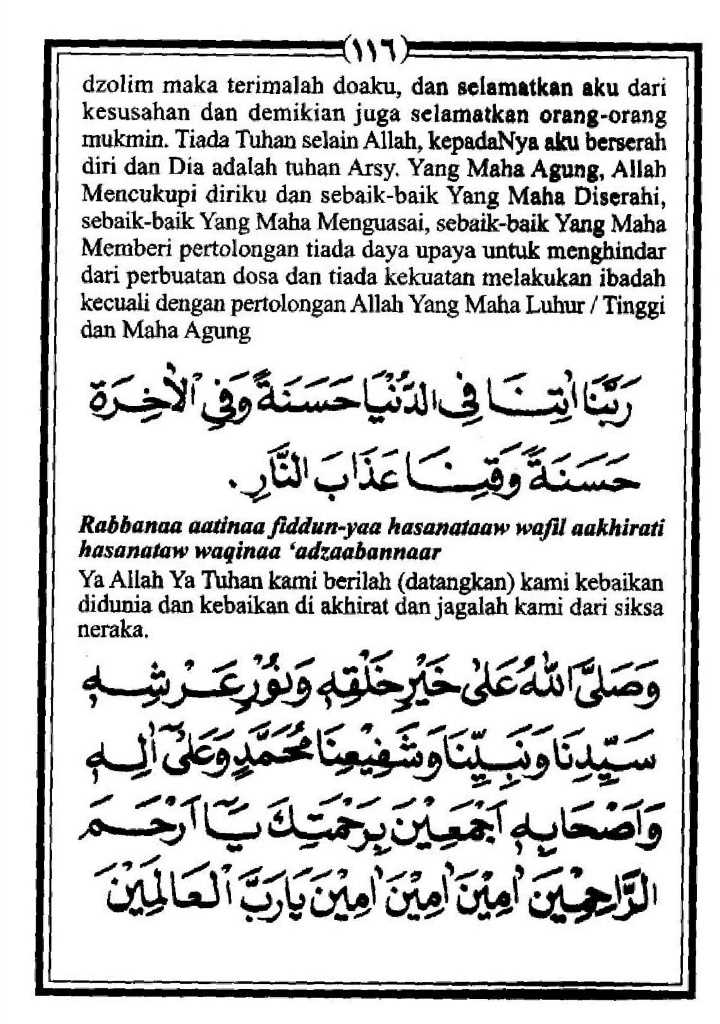 (١١٦)
dzolim maka terimalah doaku, dan selamatkan aku dari
kesusahan dan demikian juga selamatkan orang-orang
mukmin. Tiada Tuhan selain Allah, kepadaNya aku berserah
diri dan Dia adalah tuhan Arsy. Yang Maha Agung, Allah
Mencukupi diriku dan sebaik-baik Yang Maha Diserahi,
sebaik-baik Yang Maha Menguasai, sebaik-baik Yang Maha
Memberi pertolongan tiada daya upaya untuk menghindar
dari perbuatan dosa dan tiada kekuatan melakukan ibadah
kecuali dengan pertolongan Allah Yang Maha Luhur / Tinggi
dan Maha Agung
رَبَّنَا اٰتِنَا فِى الدُّنْيَا حَسَنَةً وَفِى الْاٰخِرَةِ
حَسَنَةً وَقِنَا عَذَابَ النَّارِ.
Rabbanaa aatinaa fiddun-yaa hasanataaw wafil aakhirati
hasanataw waqinaa ‘adzaabannaar
Ya Allah Ya Tuhan kami berilah (datangkan) kami kebaikan
didunia dan kebaikan di akhirat dan jagalah kami dari siksa
neraka.
وَصَلَّى اللّٰهُ عَلٰى خَيْرِ خَلْقِهٖ وَنُوْرِ عَرْشِهٖ
سَيِّدِنَا وَنَبِيِّنَا وَشَفِيْعِنَا مُحَمَّدٍ وَعَلٰٓى اٰلِهٖ
وَاَصْحَابِهٖ اَجْمَعِيْنَ بِرَحْمَتِكَ يَآ اَرْحَمَ
الرَّاحِمِيْنَ اٰمِيْنَ اٰمِيْنَ اٰمِيْنَ يَارَبَّ الْعَالَمِيْنَ